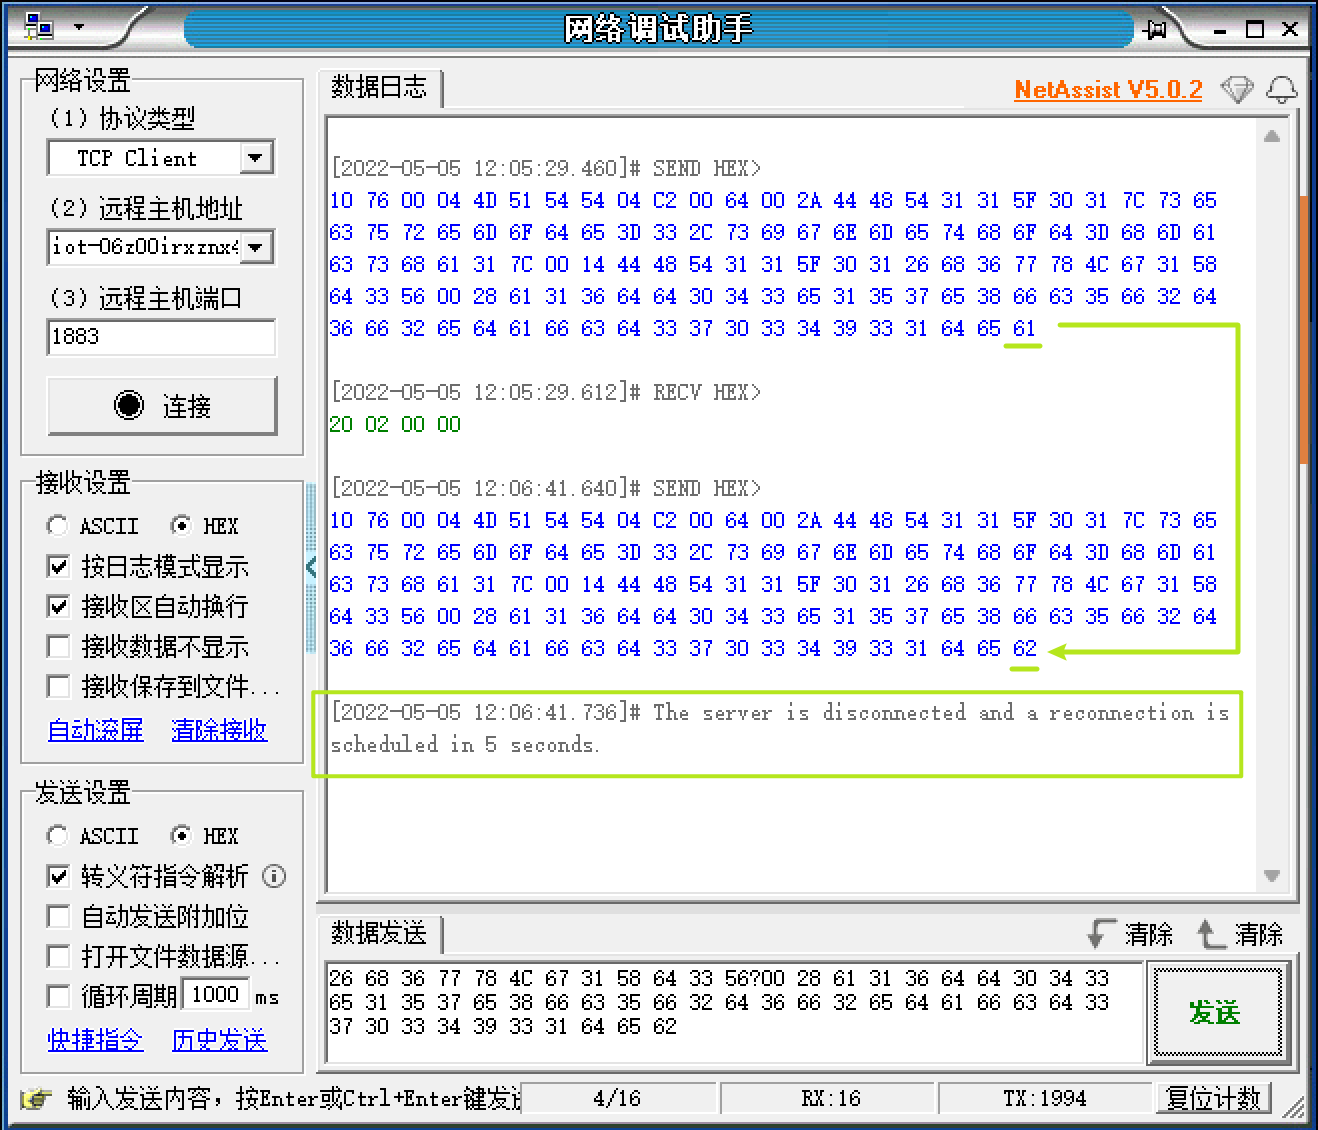 网络调试助手
网络设置
(1) 协议类型
TCP Client
(2) 远程主机地址
iot-06z00irxznx4
(3) 远程主机端口
1883
连接
接收设置
ASCII HEX
按日志模式显示
接收区自动换行
接收数据不显示
接收保存到文件...
自动滚屏 清除接收
发送设置
ASCII HEX
转义符指令解析
自动发送附加位
打开文件数据源...
循环周期 1000 ms
快捷指令 历史发送
数据日志
NetAssist V5.0.2
[2022-05-05 12:05:29.460]# SEND HEX>
10 76 00 04 4D 51 54 54 04 C2 00 64 00 2A 44 48 54 31 31 5F 30 31 7C 73 65
63 75 72 65 6D 6F 64 65 3D 33 2C 73 69 67 6E 6D 65 74 68 6F 64 3D 68 6D 61
63 73 68 61 31 7C 00 14 44 48 54 31 31 5F 30 31 26 68 36 77 78 4C 67 31 58
64 33 56 00 28 61 31 36 64 64 30 34 33 65 31 35 37 65 38 66 63 35 66 32 64
36 66 32 65 64 61 66 63 64 33 37 30 33 34 39 33 31 64 65 61
[2022-05-05 12:05:29.612]# RECV HEX>
20 02 00 00
[2022-05-05 12:06:41.640]# SEND HEX>
10 76 00 04 4D 51 54 54 04 C2 00 64 00 2A 44 48 54 31 31 5F 30 31 7C 73 65
63 75 72 65 6D 6F 64 65 3D 33 2C 73 69 67 6E 6D 65 74 68 6F 64 3D 68 6D 61
63 73 68 61 31 7C 00 14 44 48 54 31 31 5F 30 31 26 68 36 77 78 4C 67 31 58
64 33 56 00 28 61 31 36 64 64 30 34 33 65 31 35 37 65 38 66 63 35 66 32 64
36 66 32 65 64 61 66 63 64 33 37 30 33 34 39 33 31 64 65 62
[2022-05-05 12:06:41.736]# The server is disconnected and a reconnection is
scheduled in 5 seconds.
数据发送
清除 清除
26 68 36 77 78 4C 67 31 58 64 33 56?00 28 61 31 36 64 64 30 34 33
65 31 35 37 65 38 66 63 35 66 32 64 36 66 32 65 64 61 66 63 64 33
37 30 33 34 39 33 31 64 65 62
发送
输入发送内容，按Enter或Ctrl+Enter键发送
4/16 RX:16 TX:1994 复位计数